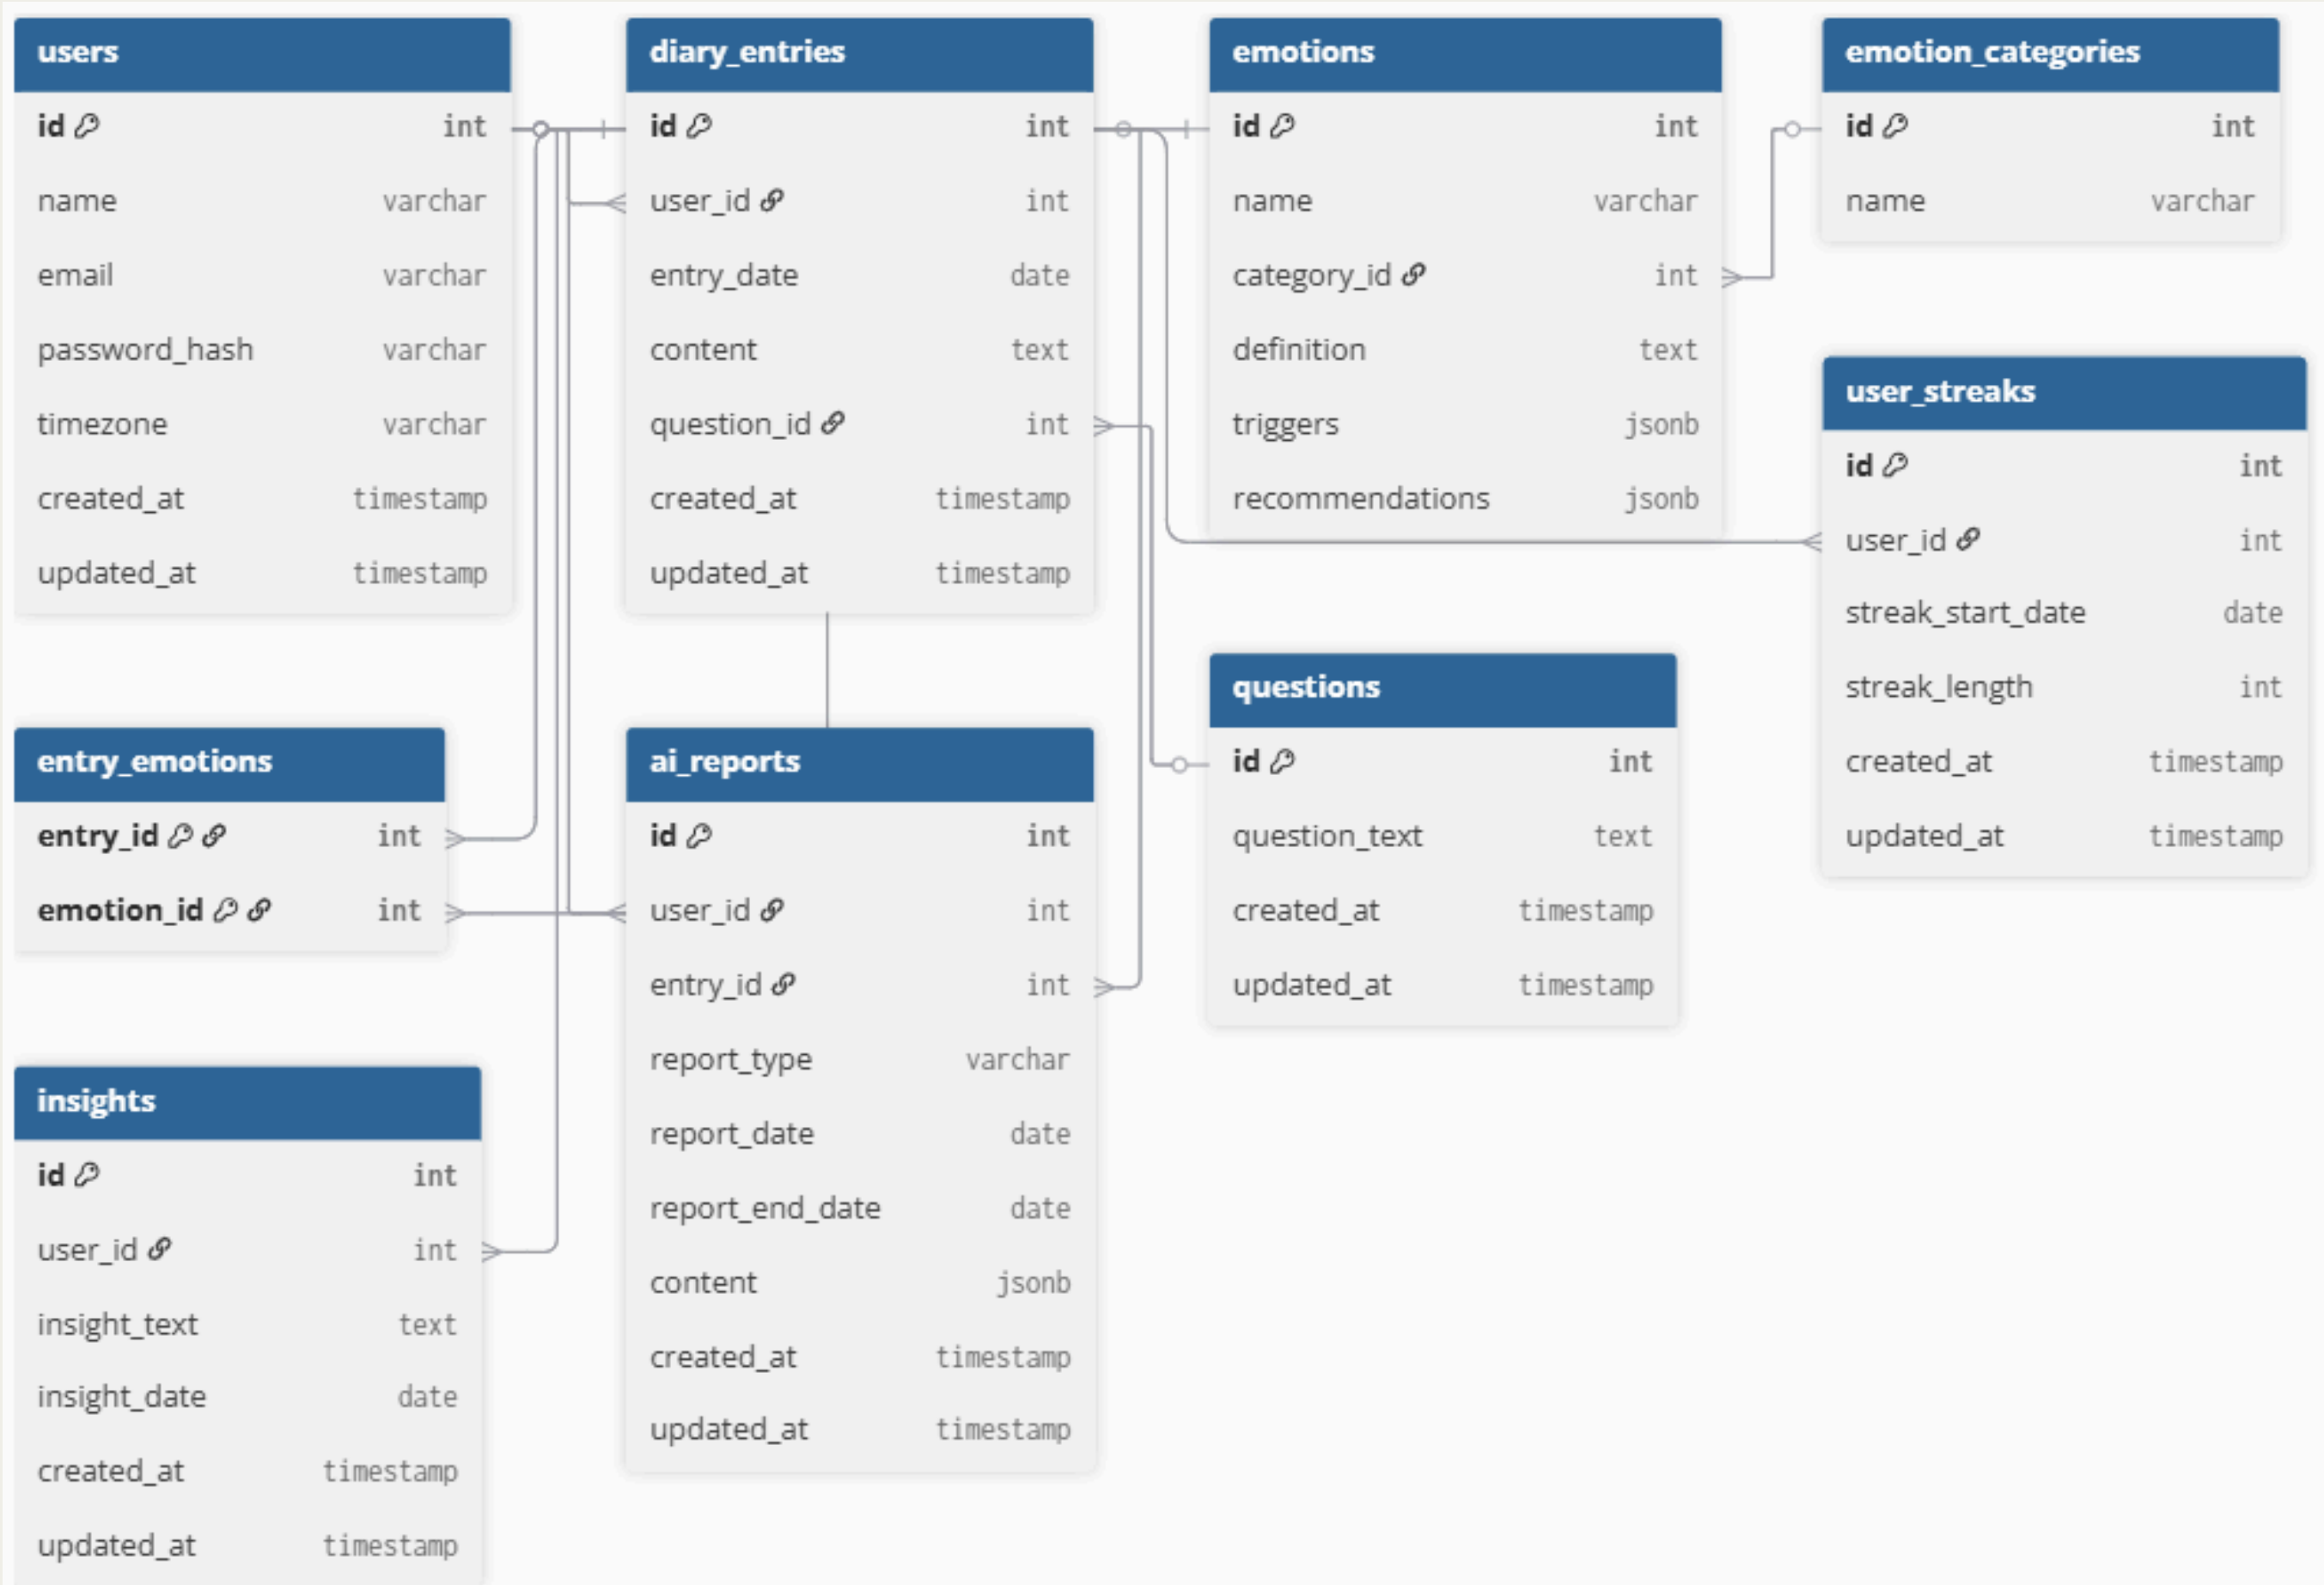 users
id int
name varchar
email varchar
password_hash varchar
timezone varchar
created_at timestamp
updated_at timestamp
diary_entries
id int
user_id int
entry_date date
content text
question_id int
created_at timestamp
updated_at timestamp
emotions
id int
name varchar
category_id int
definition text
triggers jsonb
recommendations jsonb
emotion_categories
id int
name varchar
user_streaks
id int
user_id int
streak_start_date date
streak_length int
created_at timestamp
updated_at timestamp
entry_emotions
entry_id int
emotion_id int
ai_reports
id int
user_id int
entry_id int
report_type varchar
report_date date
report_end_date date
content jsonb
created_at timestamp
updated_at timestamp
questions
id int
question_text text
created_at timestamp
updated_at timestamp
insights
id int
user_id int
insight_text text
insight_date date
created_at timestamp
updated_at timestamp